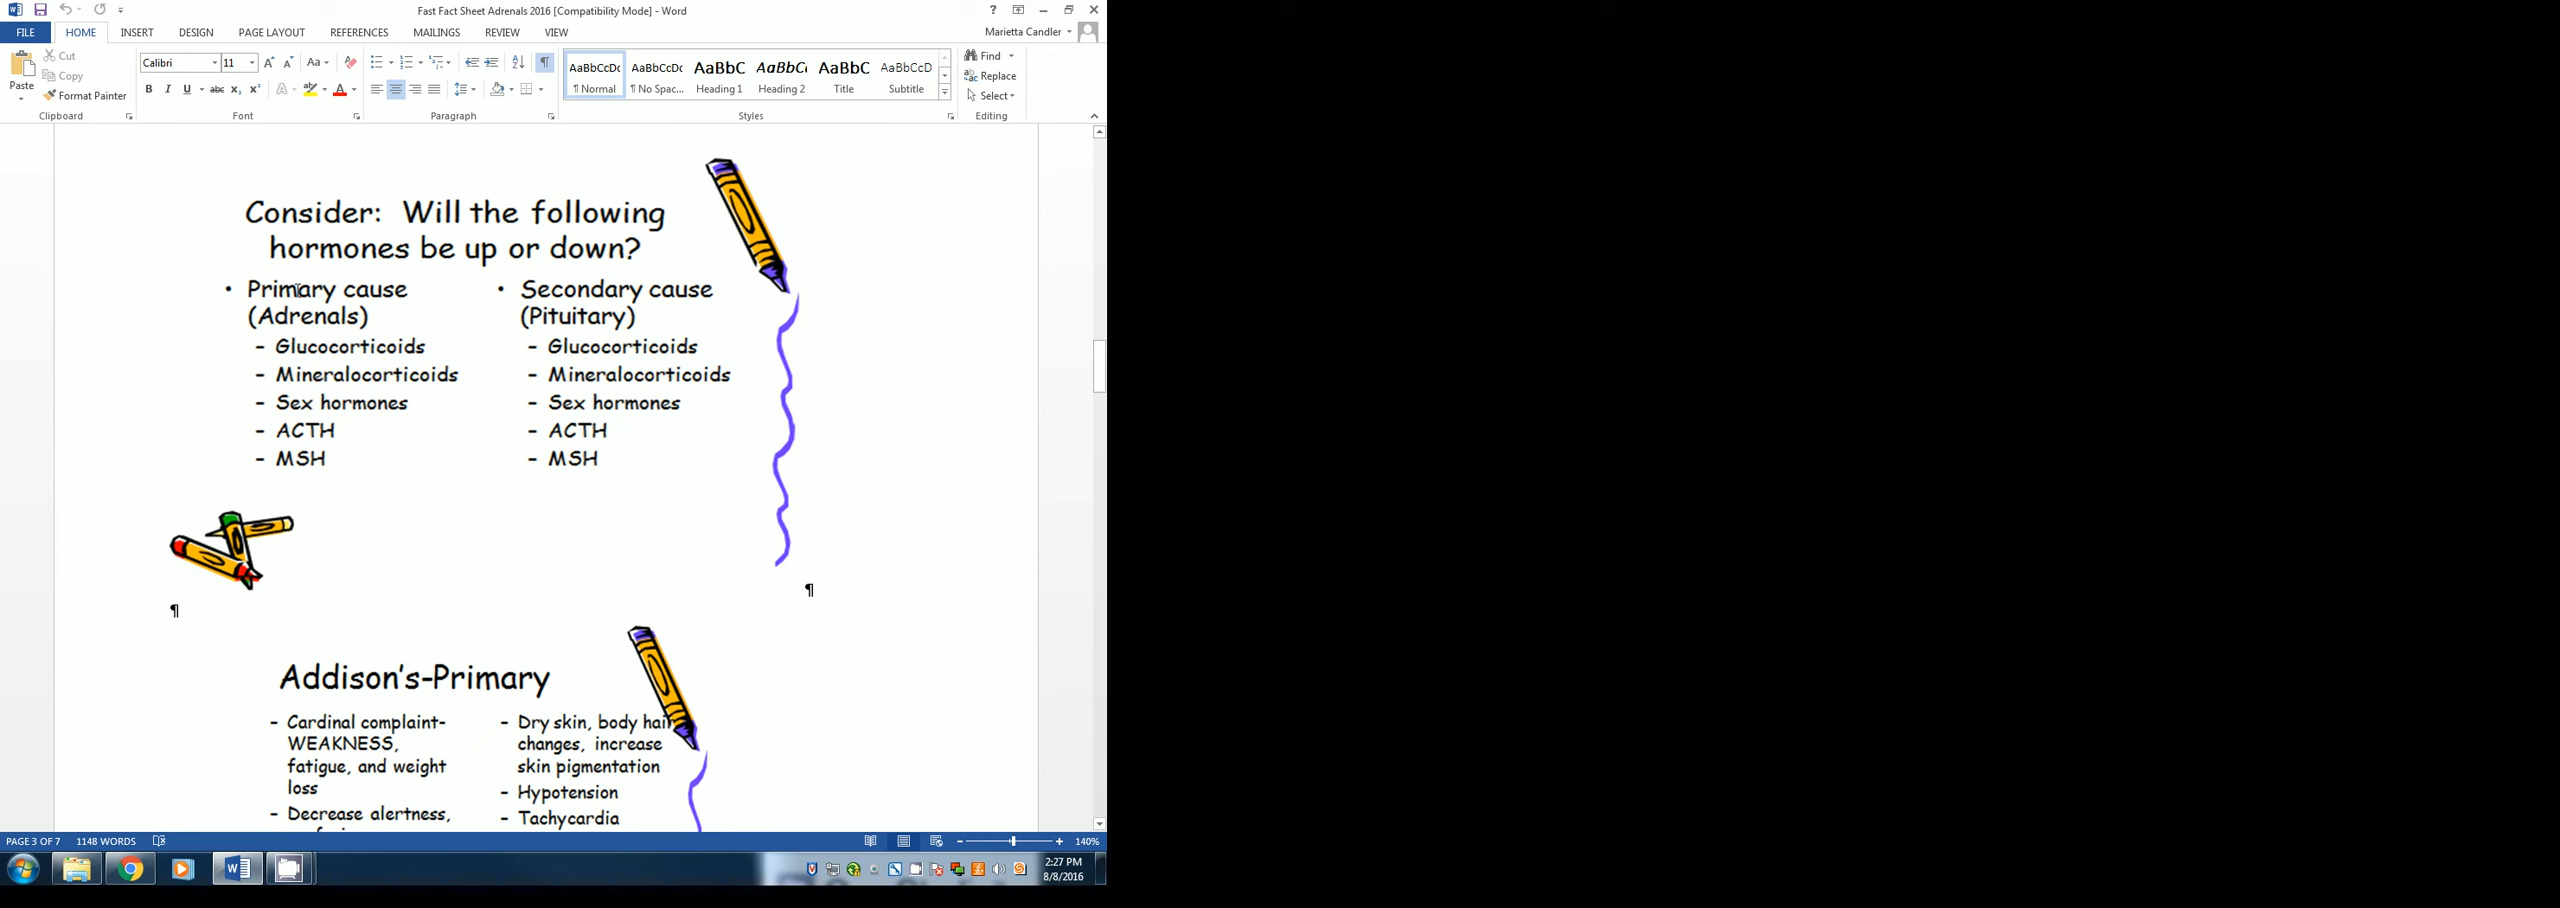 Fast Fact Sheet Adrenals 2016 [Compatibility Mode] - Word
FILE HOME INSERT DESIGN PAGE LAYOUT REFERENCES MAILINGS REVIEW VIEW Marietta Candler
Cut
Copy
Format Painter
Paste
Calibri 11
AaBbCcDc AaBbCcDc AaBbC AaBbCc AaBbC AaBbCcD
¶ Normal ¶ No Spac... Heading 1 Heading 2 Title Subtitle
Find
Replace
Select
Clipboard Font Paragraph Styles Editing
Consider: Will the following
hormones be up or down?
• Primary cause
(Adrenals)
– Glucocorticoids
– Mineralocorticoids
– Sex hormones
– ACTH
– MSH
• Secondary cause
(Pituitary)
– Glucocorticoids
– Mineralocorticoids
– Sex hormones
– ACTH
– MSH
¶
¶
Addison's-Primary
– Cardinal complaint-
WEAKNESS,
fatigue, and weight
loss
– Decrease alertness,
– Dry skin, body hair
changes, increase
skin pigmentation
– Hypotension
– Tachycardia
PAGE 3 OF 7 1148 WORDS 140%
2:27 PM
8/8/2016